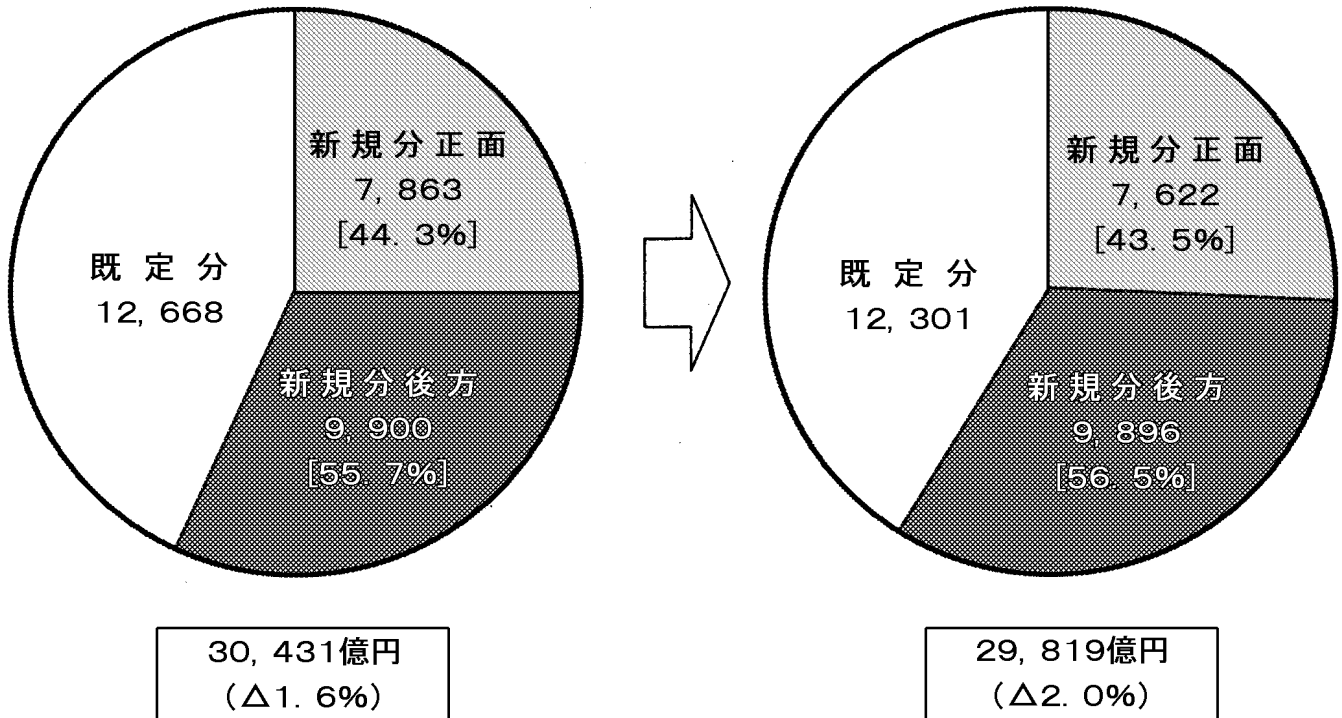 新規分正面
7, 863
[44. 3%]
既定分
12, 668
新規分後方
9, 900
[55. 7%]
30, 431億円
(△1. 6%)
新規分正面
7, 622
[43. 5%]
既定分
12, 301
新規分後方
9, 896
[56. 5%]
29, 819億円
(△2. 0%)